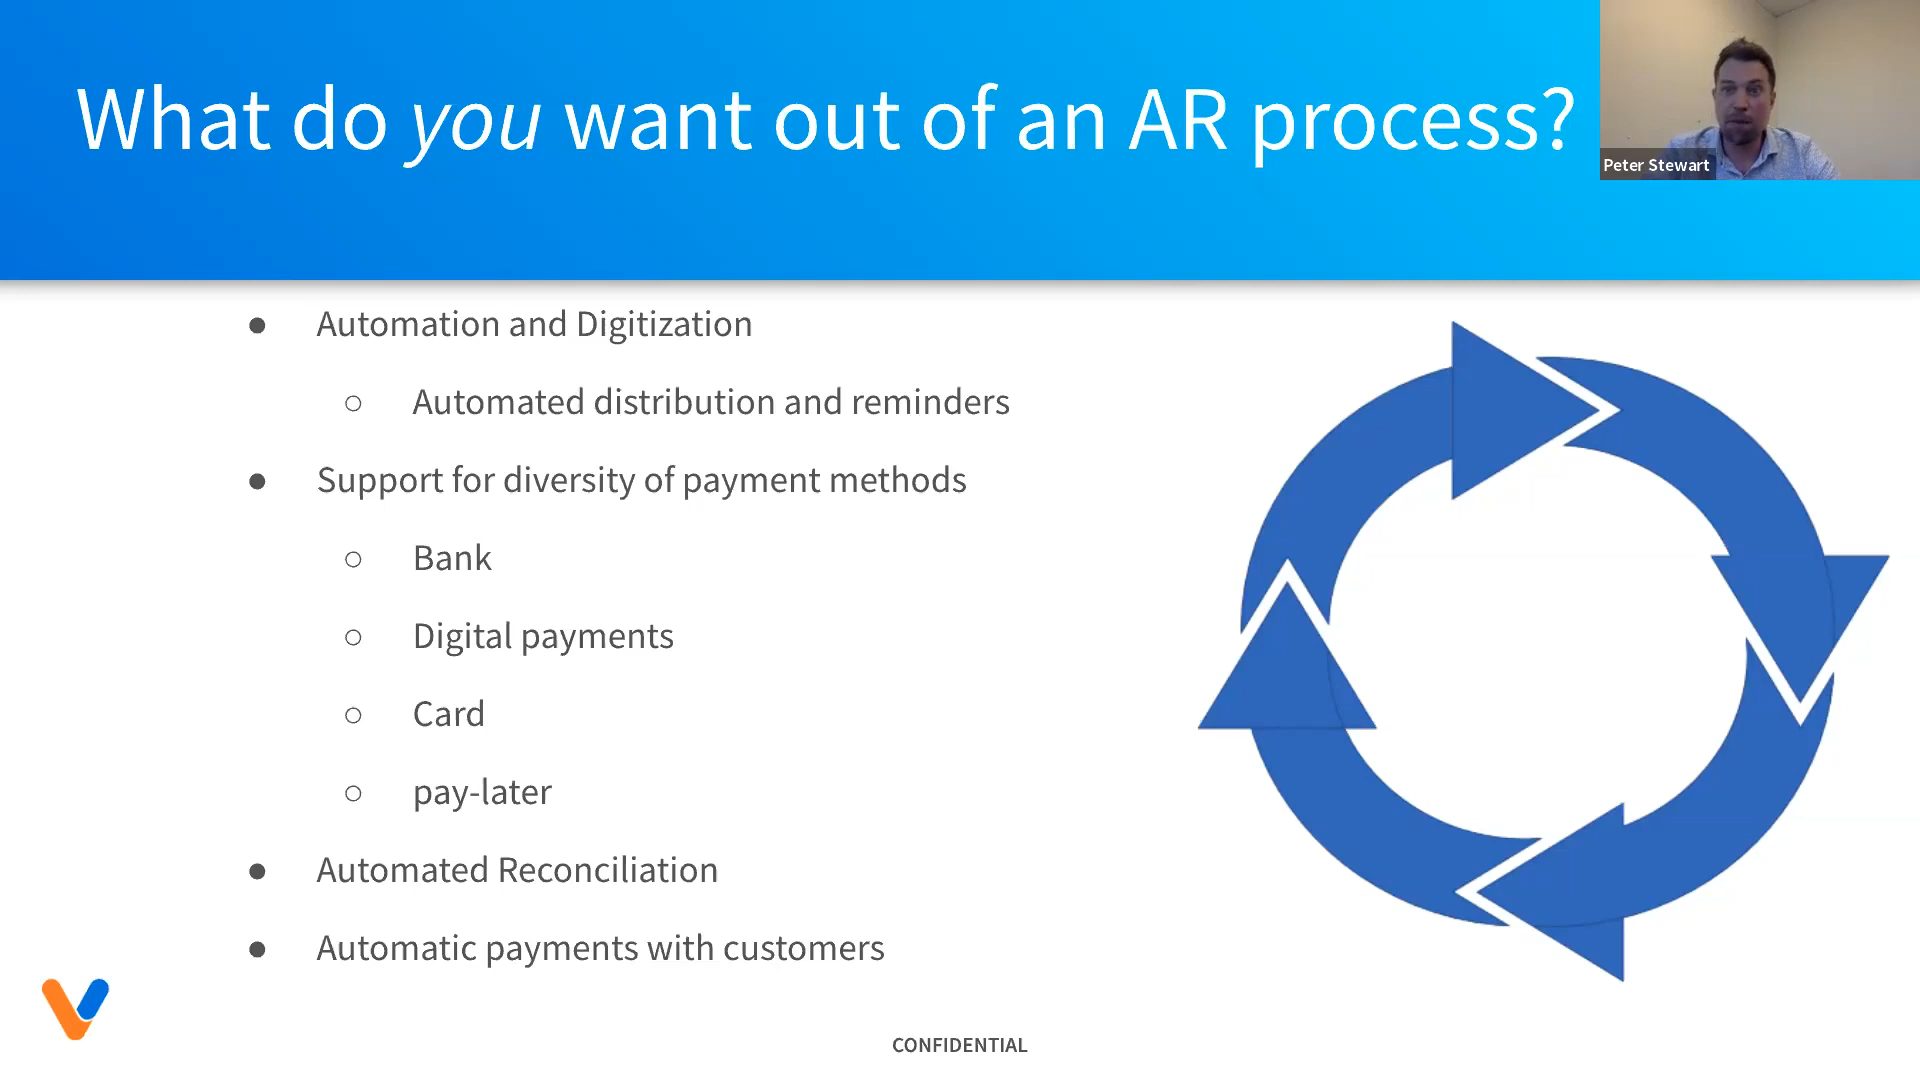 What do you want out of an AR process?
Peter Stewart
● Automation and Digitization
○ Automated distribution and reminders
● Support for diversity of payment methods
○ Bank
○ Digital payments
○ Card
○ pay-later
● Automated Reconciliation
● Automatic payments with customers
CONFIDENTIAL